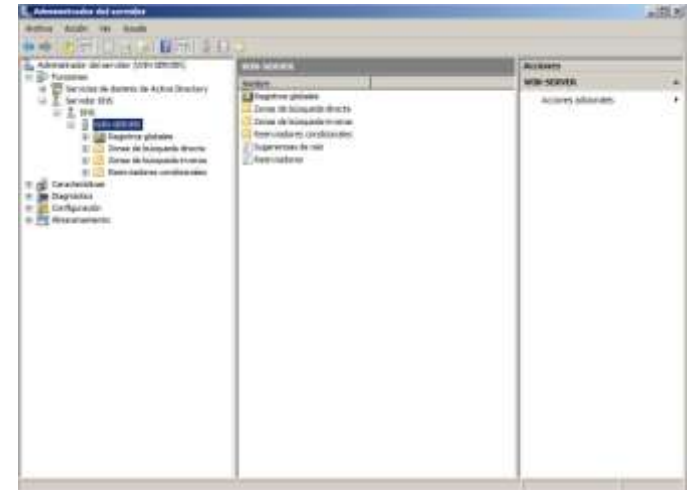 Administrador del servidor
Archivo Acción Ver Ayuda
Administrador del servidor (WIN-SERVER)
Funciones
Servicios de dominio de Active Directory
Servidor DNS
DNS
WIN-SERVER
Registros globales
Zonas de búsqueda directa
Zonas de búsqueda inversa
Reenviadores condicionales
Características
Diagnóstico
Configuración
Almacenamiento
WIN-SERVER
Nombre
Registros globales
Zonas de búsqueda directa
Zonas de búsqueda inversa
Reenviadores condicionales
Sugerencias de raíz
Reenviadores
Acciones
WIN-SERVER
Acciones adicionales